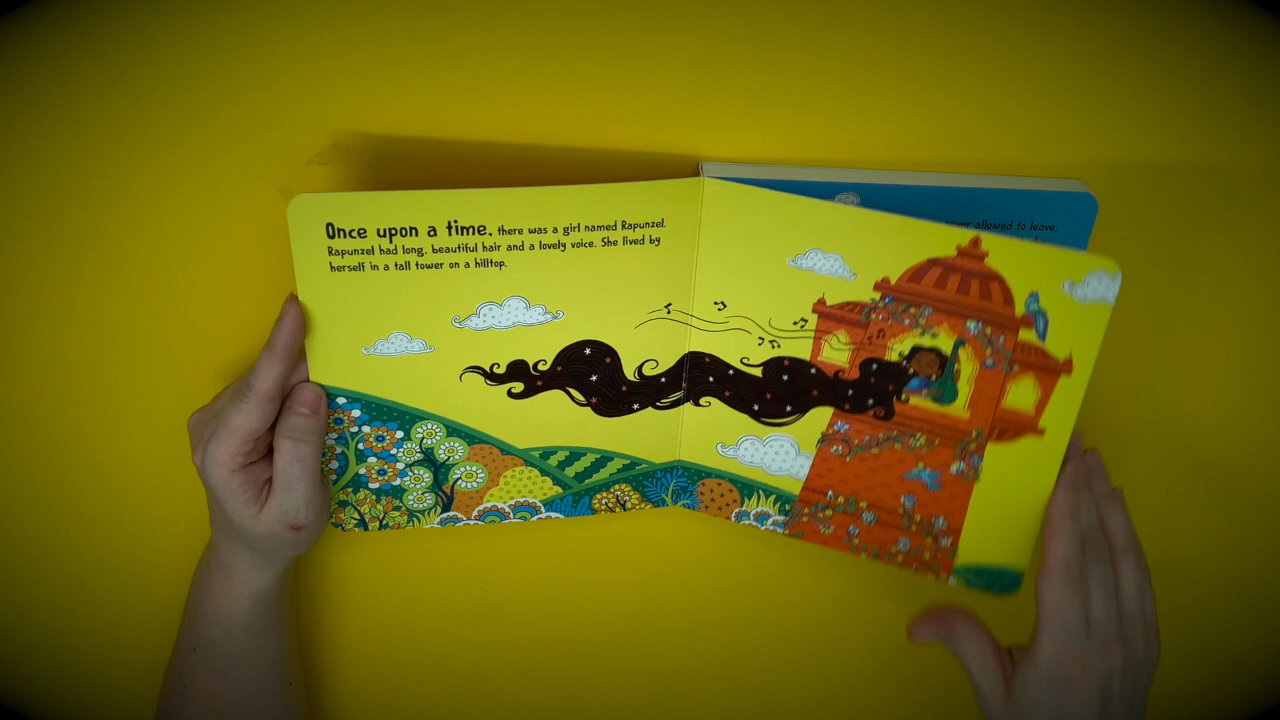 Once upon a time, there was a girl named Rapunzel.
Rapunzel had long, beautiful hair and a lovely voice. She lived by
herself in a tall tower on a hilltop.
never allowed to leave.